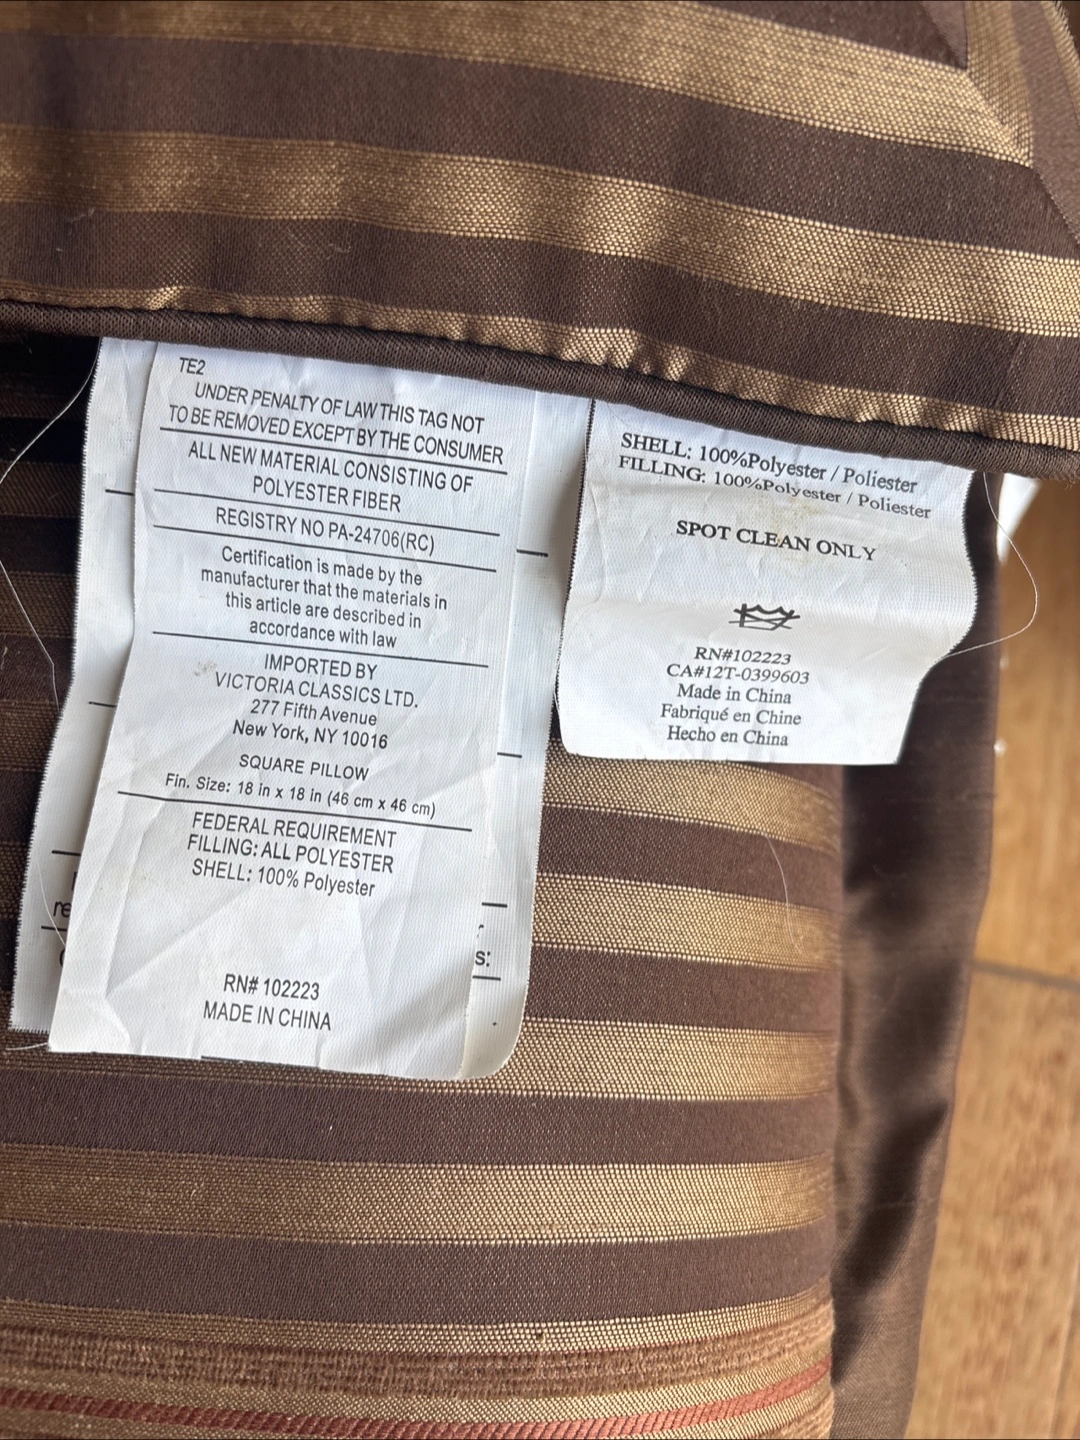 TE2
UNDER PENALTY OF LAW THIS TAG NOT
TO BE REMOVED EXCEPT BY THE CONSUMER
ALL NEW MATERIAL CONSISTING OF
POLYESTER FIBER
REGISTRY NO PA-24706(RC)
Certification is made by the
manufacturer that the materials in
this article are described in
accordance with law
IMPORTED BY
VICTORIA CLASSICS LTD.
277 Fifth Avenue
New York, NY 10016
SQUARE PILLOW
Fin. Size: 18 in x 18 in (46 cm x 46 cm)
FEDERAL REQUIREMENT
FILLING: ALL POLYESTER
SHELL: 100% Polyester
RN# 102223
MADE IN CHINA
re
s:
SHELL: 100%Polyester / Poliester
FILLING: 100%Polyester / Poliester
SPOT CLEAN ONLY
RN#102223
CA#12T-0399603
Made in China
Fabriqué en Chine
Hecho en China